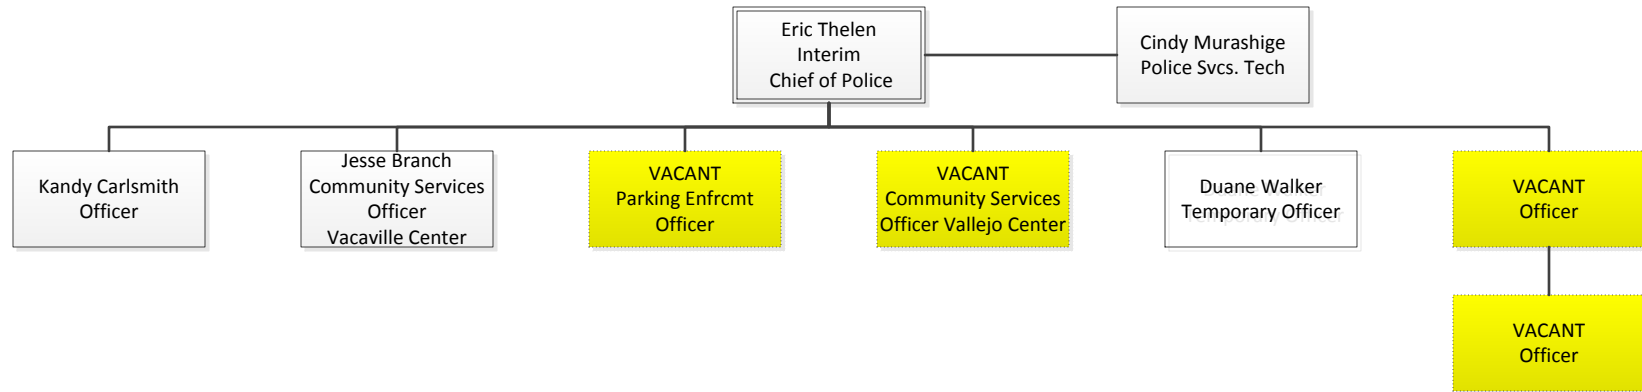 Eric Thelen
Interim
Chief of Police
Cindy Murashige
Police Svcs. Tech
Kandy Carlsmith
Officer
Jesse Branch
Community Services
Officer
Vacaville Center
VACANT
Parking Enfrcmt
Officer
VACANT
Community Services
Officer Vallejo Center
Duane Walker
Temporary Officer
VACANT
Officer
VACANT
Officer